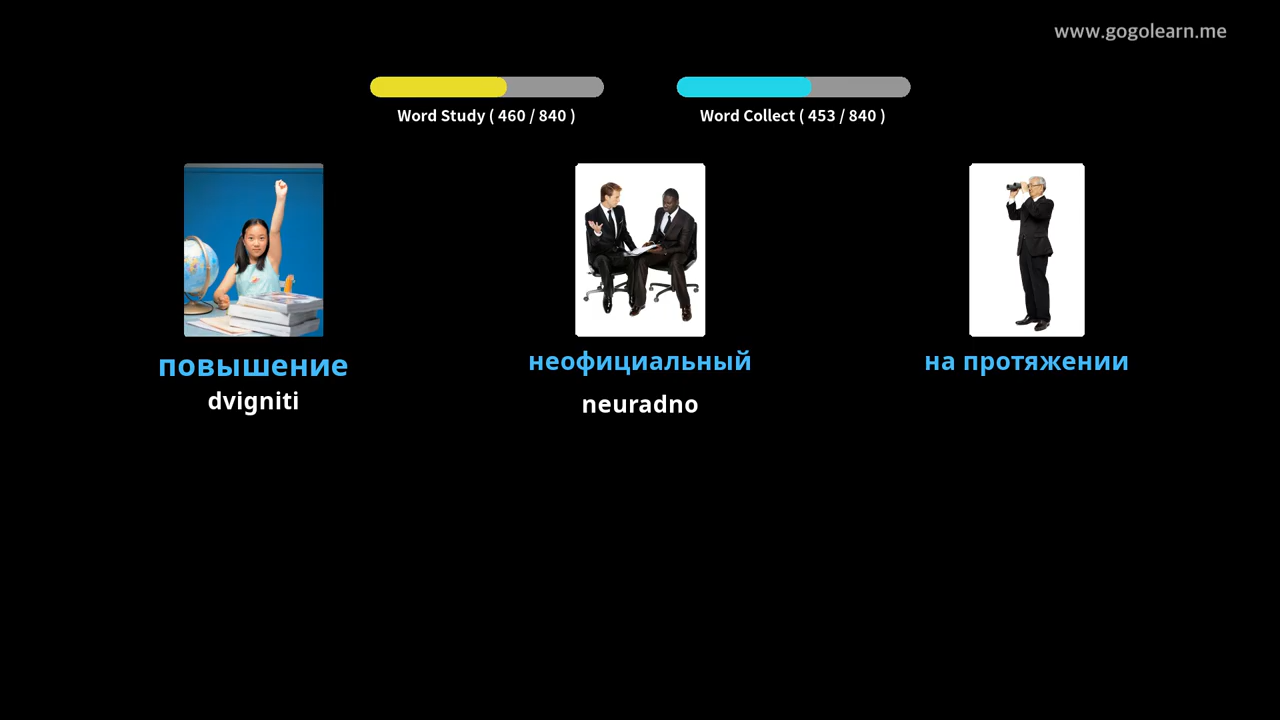 www.gogolearn.me
Word Study ( 460 / 840 )
Word Collect ( 453 / 840 )
повышение
dvigniti
неофициальный
neuradno
на протяжении